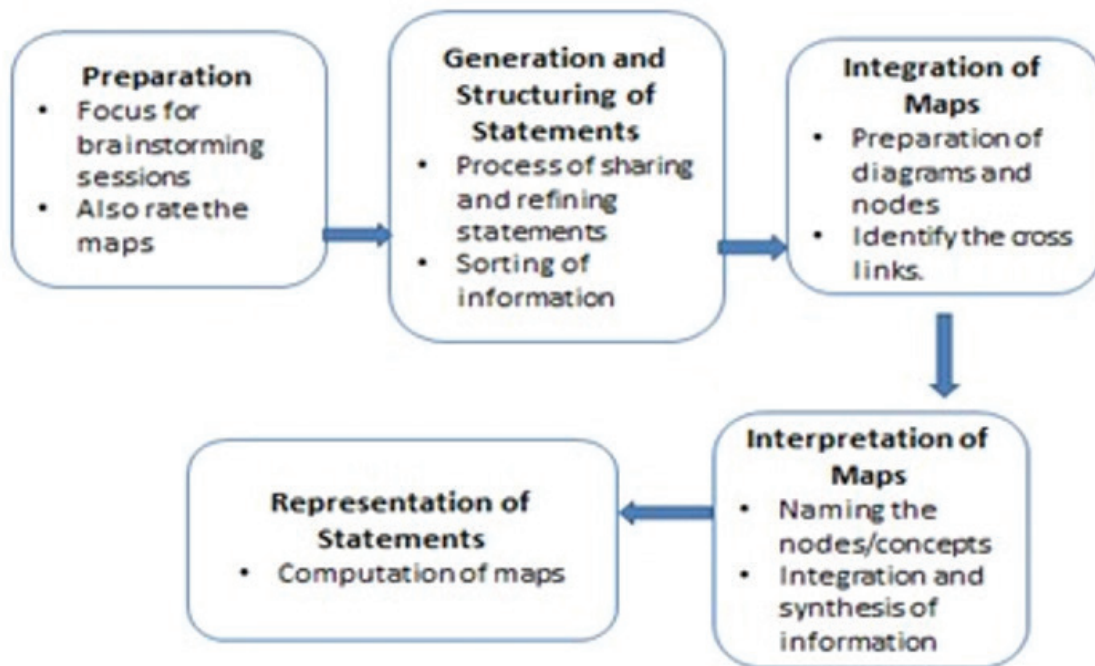 Preparation
• Focus for
brainstorming
sessions
• Also rate the
maps
Generation and
Structuring of
Statements
• Process of sharing
and refining
statements
• Sorting of
information
Integration of
Maps
• Preparation of
diagrams and
nodes
• Identify the cross
links.
Interpretation of
Maps
• Naming the
nodes/concepts
• Integration and
synthesis of
information
Representation of
Statements
• Computation of maps